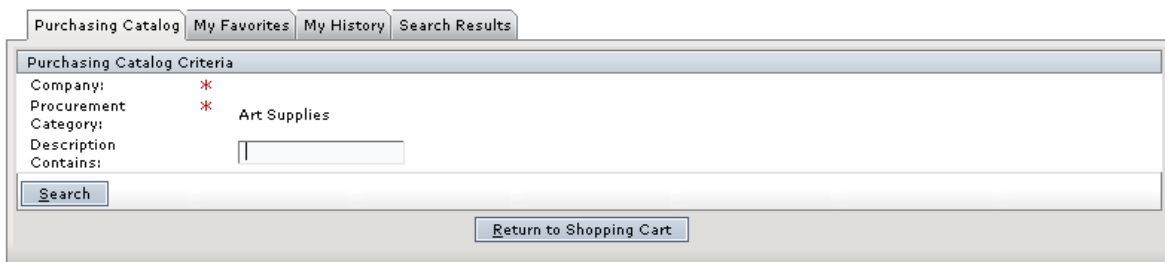 Purchasing Catalog My Favorites My History Search Results
Purchasing Catalog Criteria
Company: *
Procurement Category: * Art Supplies
Description Contains:
Search
Return to Shopping Cart